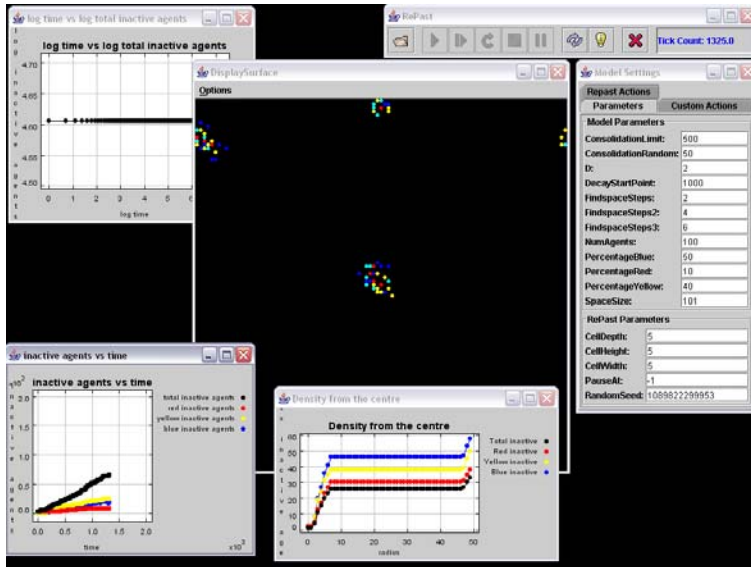 log time vs log total inactive agents
log time vs log total inactive agents
4.70
4.60
4.50
0 1 2 3 4 5 6
log time
RePast
Tick Count: 1325.0
DisplaySurface
Options
Model Settings
Repast Actions
Parameters Custom Actions
Model Parameters
ConsolidationLimit: 500
ConsolidationRandom: 50
D: 2
DecayStartPoint: 1000
FindspaceSteps: 2
FindspaceSteps2: 4
FindspaceSteps3: 6
NumAgents: 100
PercentageBlue: 50
PercentageRed: 10
PercentageYellow: 40
SpaceSize: 101
RePast Parameters
CellDepth: 5
CellHeight: 5
CellWidth: 5
PauseAt: -1
RandomSeed: 1089822299953
inactive agents vs time
inactive agents vs time
total inactive agents
red inactive agents
yellow inactive agents
blue inactive agents
2.0
1.5
1.0
0.5
0.0
0.0 0.5 1.0 1.5 2.0
time
Density from the centre
Density from the centre
Total inactive
Red inactive
Yellow inactive
Blue inactive
60
50
40
30
20
10
0
0 10 20 30 40 50
radius